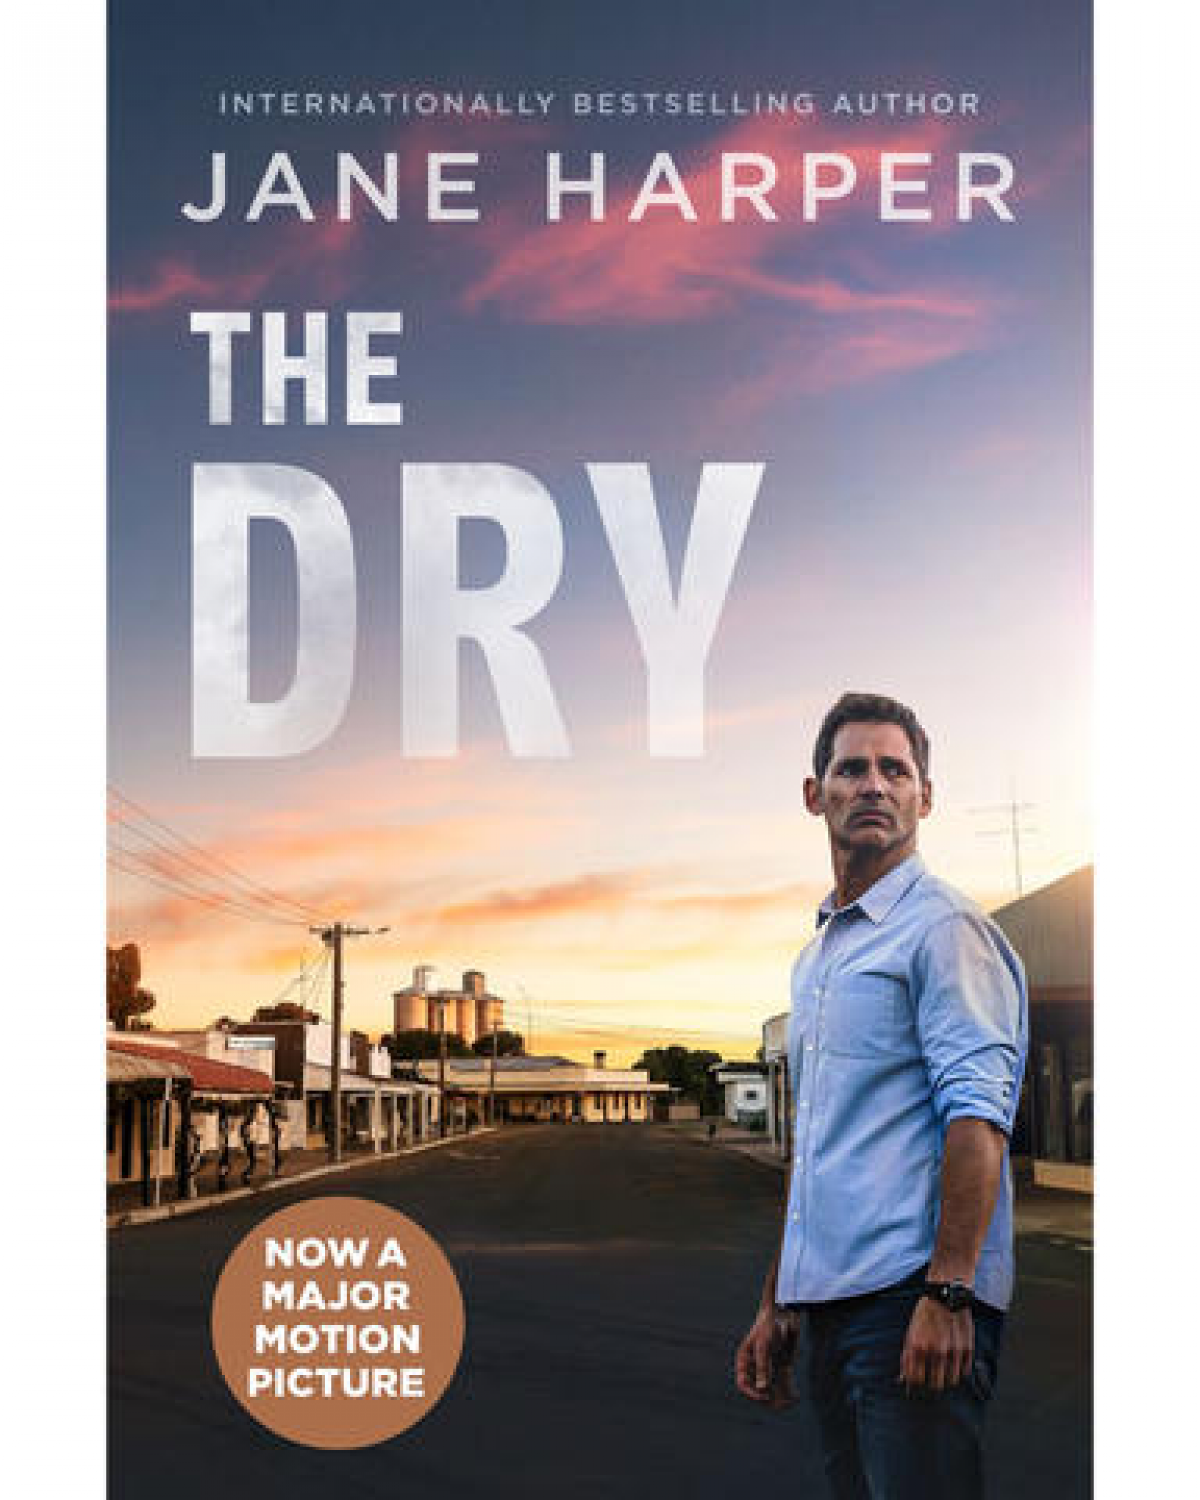 INTERNATIONALLY BESTSELLING AUTHOR
JANE HARPER
THE
DRY
NOW A
MAJOR
MOTION
PICTURE